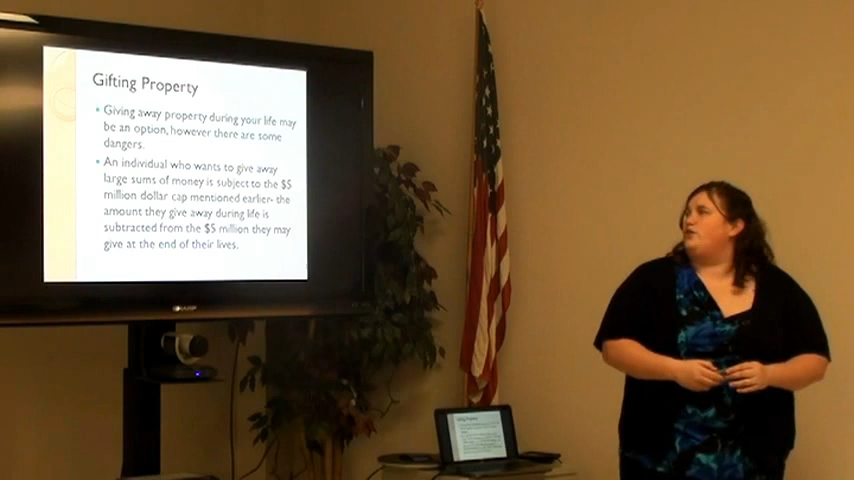 Gifting Property
• Giving away property during your life may
be an option, however there are some
dangers.
• An individual who wants to give away
large sums of money is subject to the $5
million dollar cap mentioned earlier- the
amount they give away during life is
subtracted from the $5 million they may
give at the end of their lives.
SHARP
Gifting Property